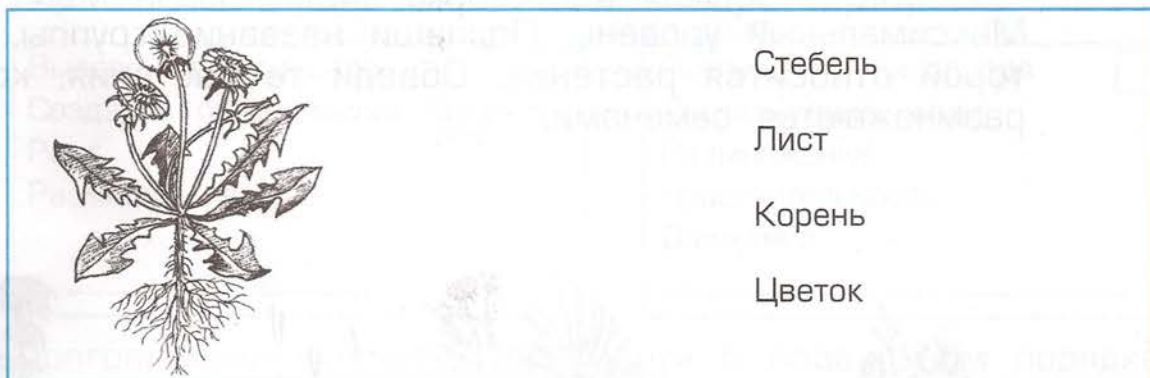 Стебель
Лист
Корень
Цветок